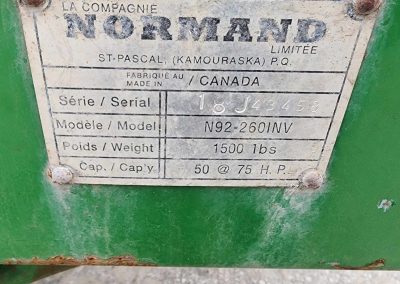 LA COMPAGNIE
NORMAND
LIMITÉE
ST-PASCAL, (KAMOURASKA) P.Q.
FABRIQUÉ AU
MADE IN / CANADA
Série / Serial
Modèle / Model N92-260INV
Poids / Weight 1500 lbs
Cap. / Cap'y 50 @ 75 H.P.